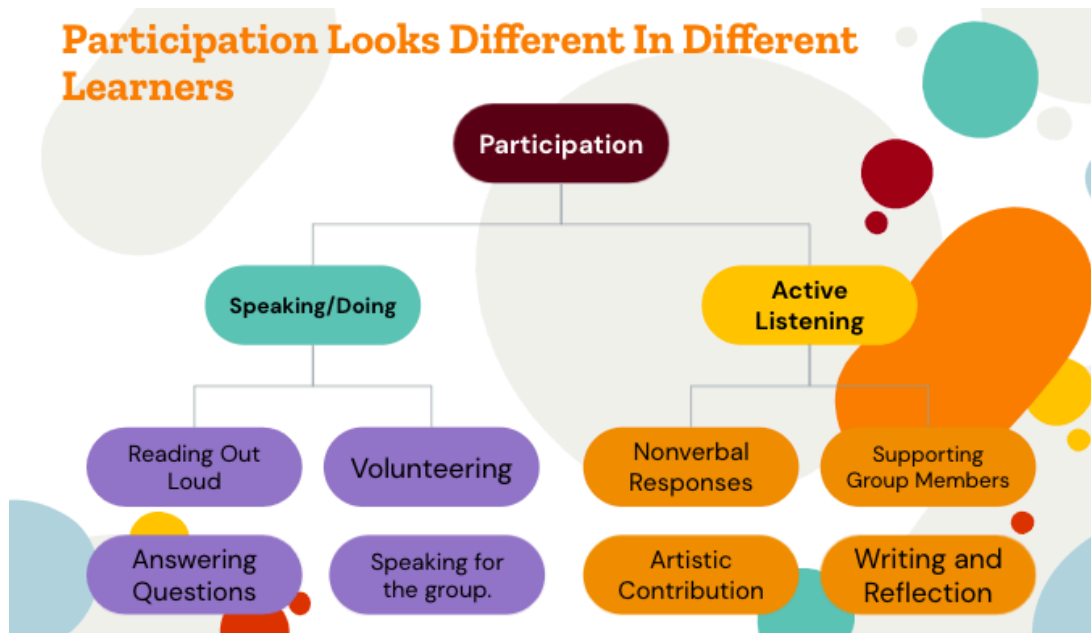 Participation Looks Different In Different
Learners
Participation
Speaking/Doing
Active
Listening
Reading Out
Loud
Volunteering
Nonverbal
Responses
Supporting
Group Members
Answering
Questions
Speaking for
the group.
Artistic
Contribution
Writing and
Reflection